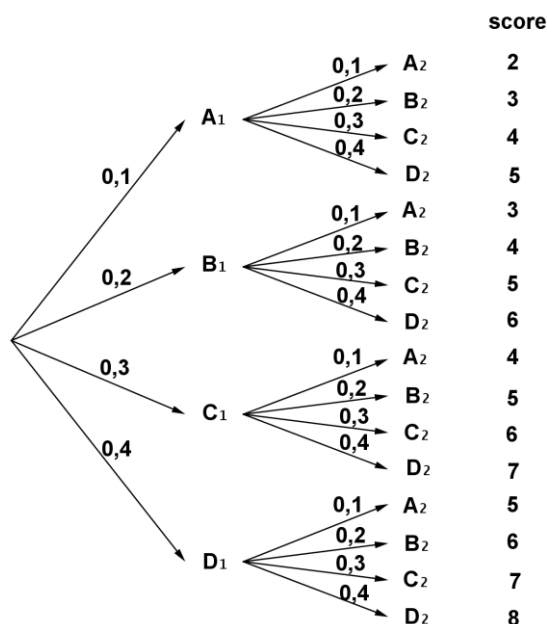 score
0,1 A₂ 2
0,2 B₂ 3
A₁
0,3 C₂ 4
0,4 D₂ 5
0,1
0,1 A₂ 3
0,2 B₂ 4
0,2 B₁
0,3 C₂ 5
0,4 D₂ 6
0,1 A₂ 4
0,3
0,2 B₂ 5
C₁
0,3 C₂ 6
0,4 D₂ 7
0,4
0,1 A₂ 5
0,2 B₂ 6
D₁
0,3 C₂ 7
0,4 D₂ 8